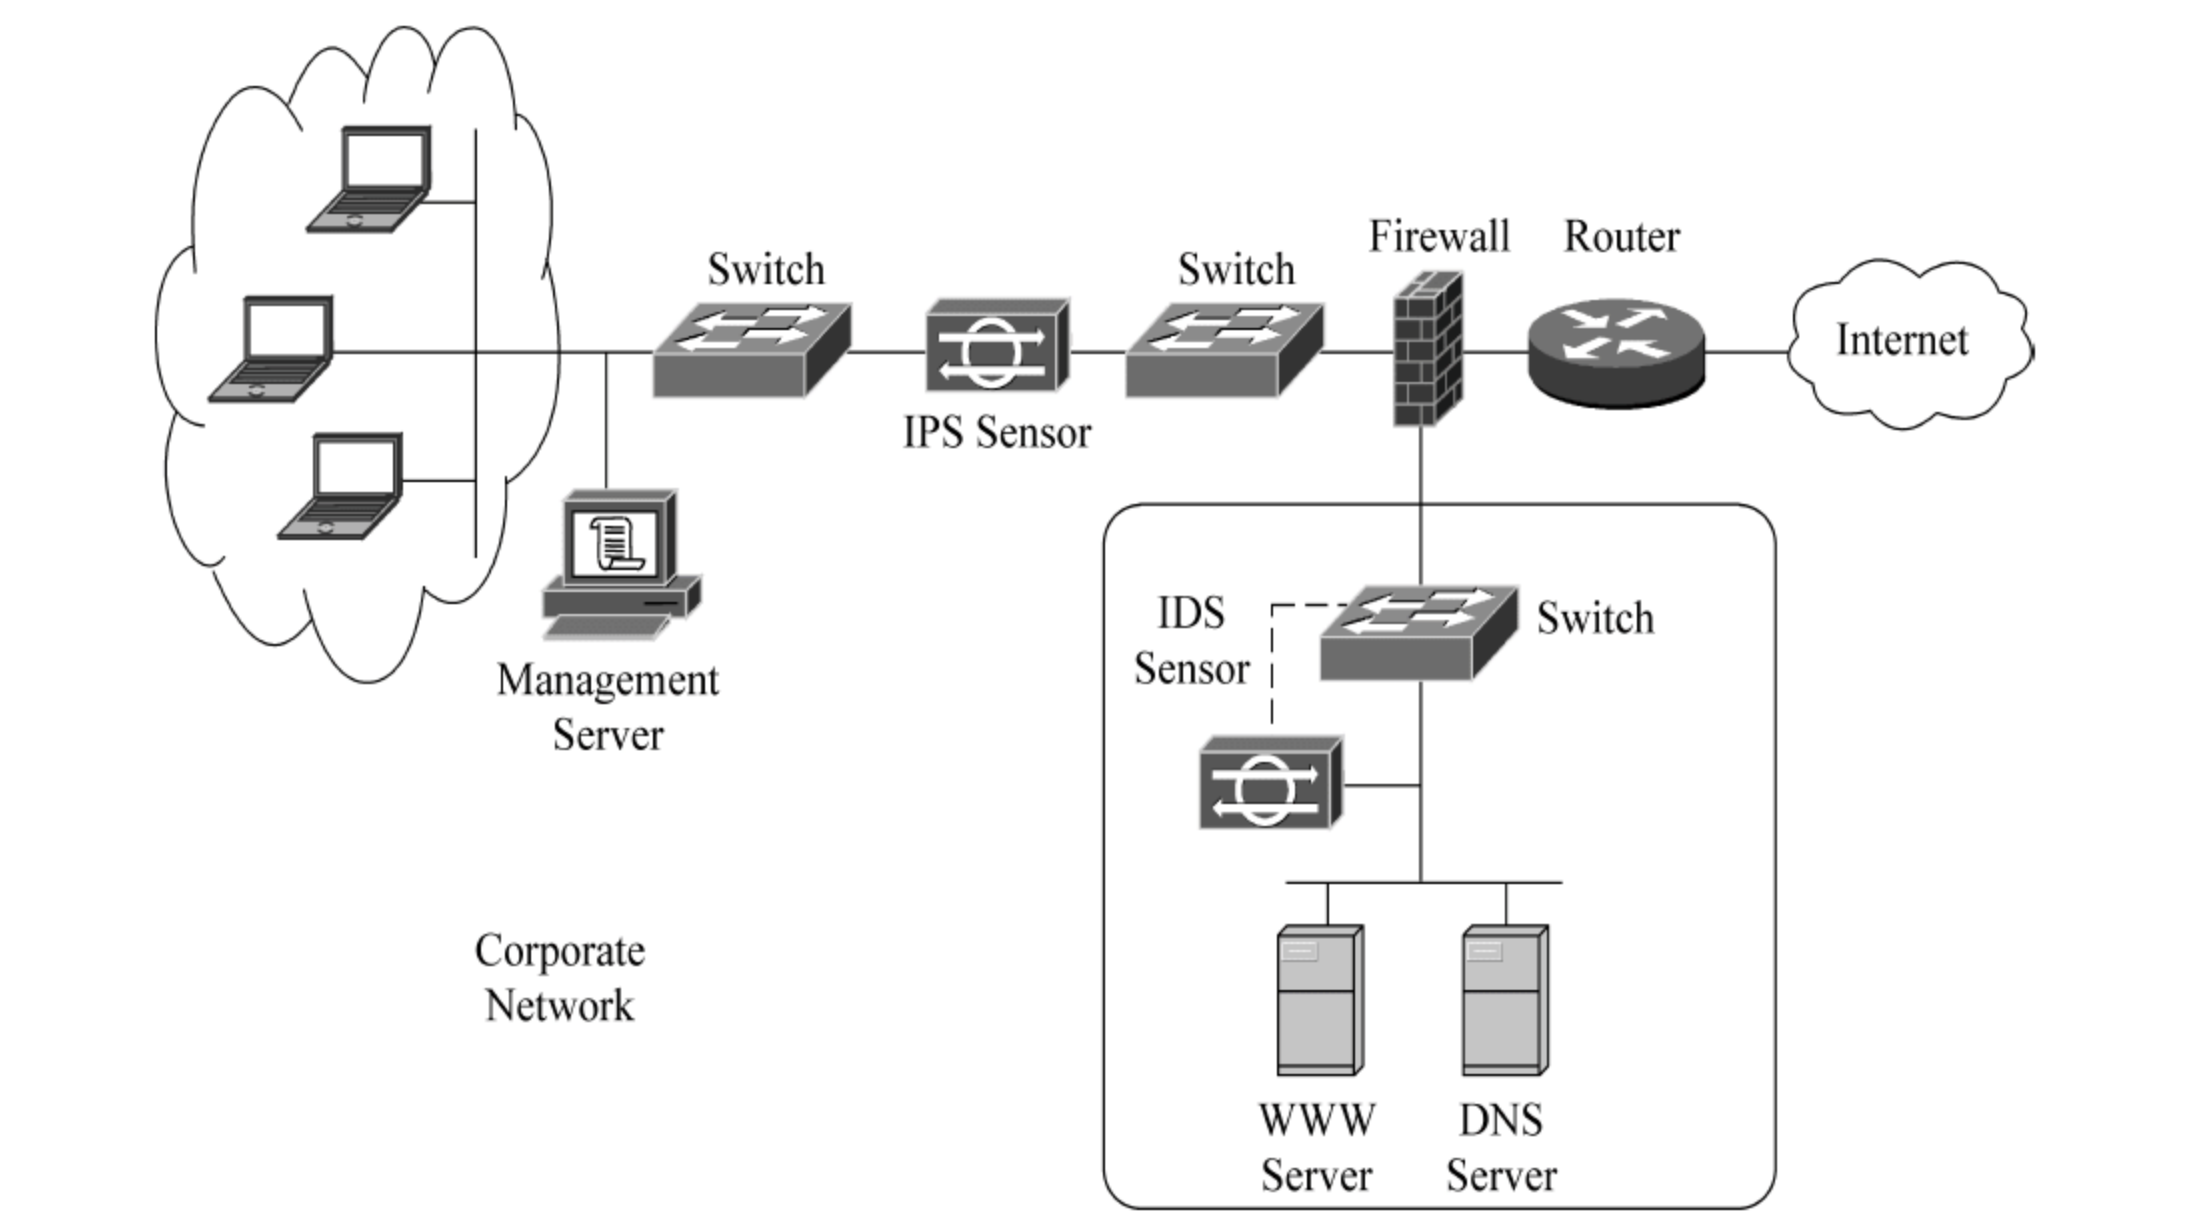 Firewall
Router
Switch
Switch
Internet
IPS Sensor
IDS
Sensor
Switch
Management
Server
Corporate
Network
WWW
Server
DNS
Server